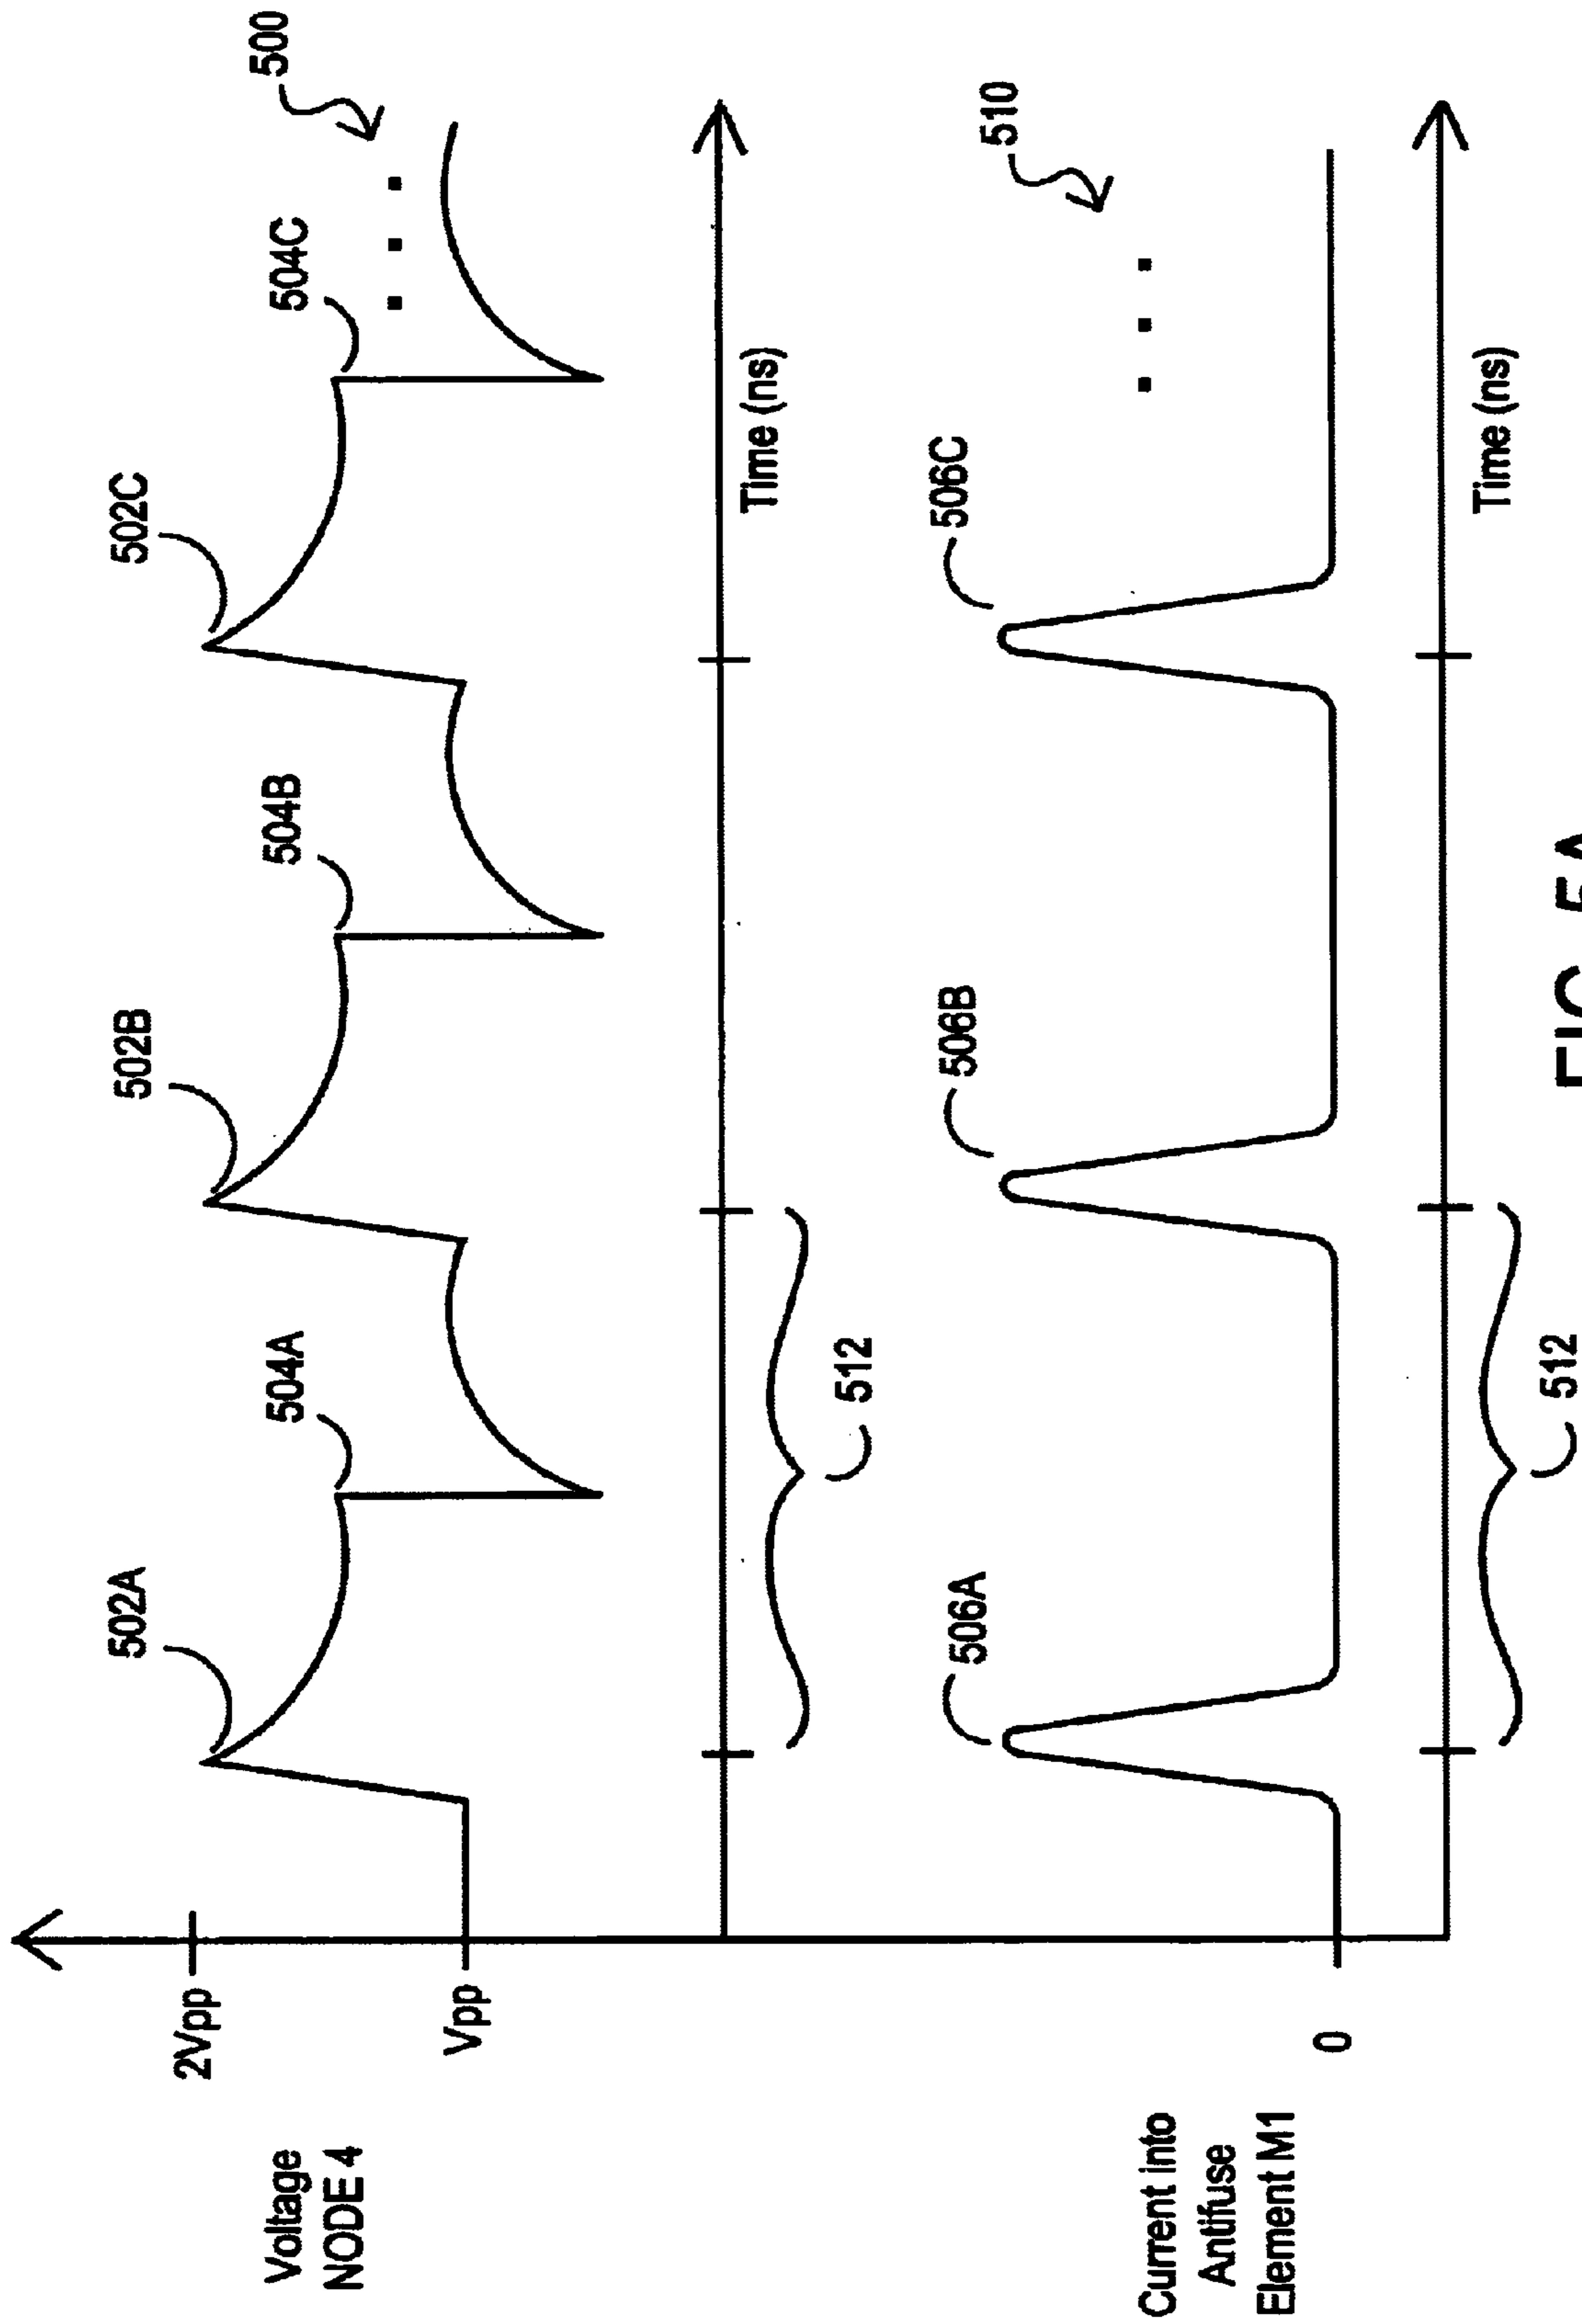 500
502A
502B
502C
504A
504B
504C
2Vpp
Vpp
Voltage
NODE 4
Time (ns)
512
510
506A
506B
506C
0
Current into
Antifuse
Element M1
Time (ns)
512